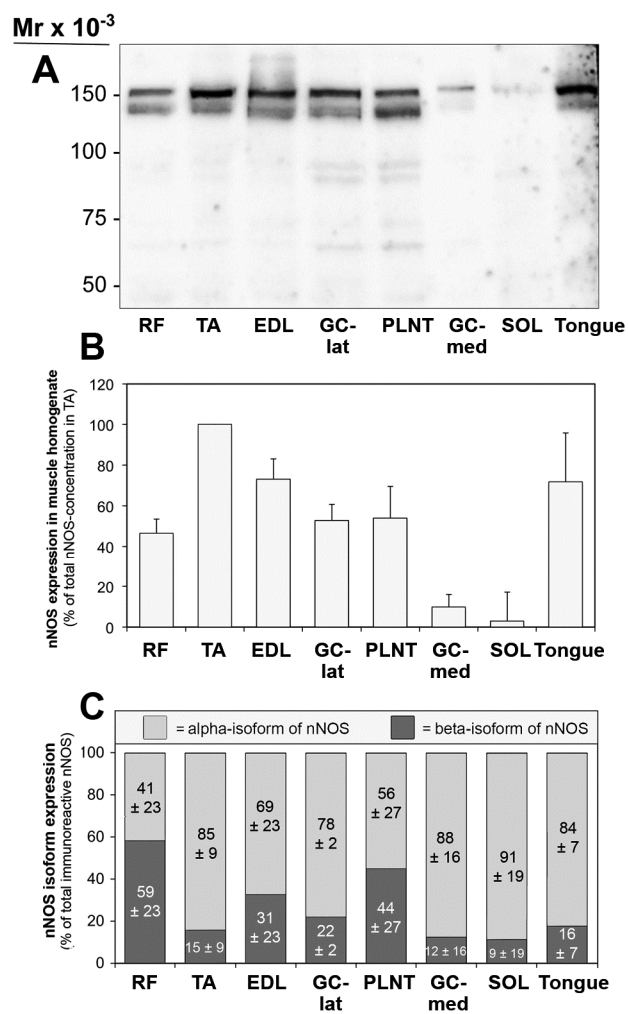 Mr x 10-3
A
150
100
75
50
RF TA EDL GC-lat PLNT GC-med SOL Tongue
B
nNOS expression in muscle homogenate
(% of total nNOS-concentration in TA)
120
100
80
60
40
20
0
RF TA EDL GC-lat PLNT GC-med SOL Tongue
C
= alpha-isoform of nNOS = beta-isoform of nNOS
nNOS isoform expression
(% of total immunoreactive nNOS)
100
80
60
40
20
0
41 ± 23
85 ± 9
69 ± 23
78 ± 2
56 ± 27
88 ± 16
91 ± 19
84 ± 7
59 ± 23
15 ± 9
31 ± 23
22 ± 2
44 ± 27
12 ± 16
9 ± 19
16 ± 7
RF TA EDL GC-lat PLNT GC-med SOL Tongue